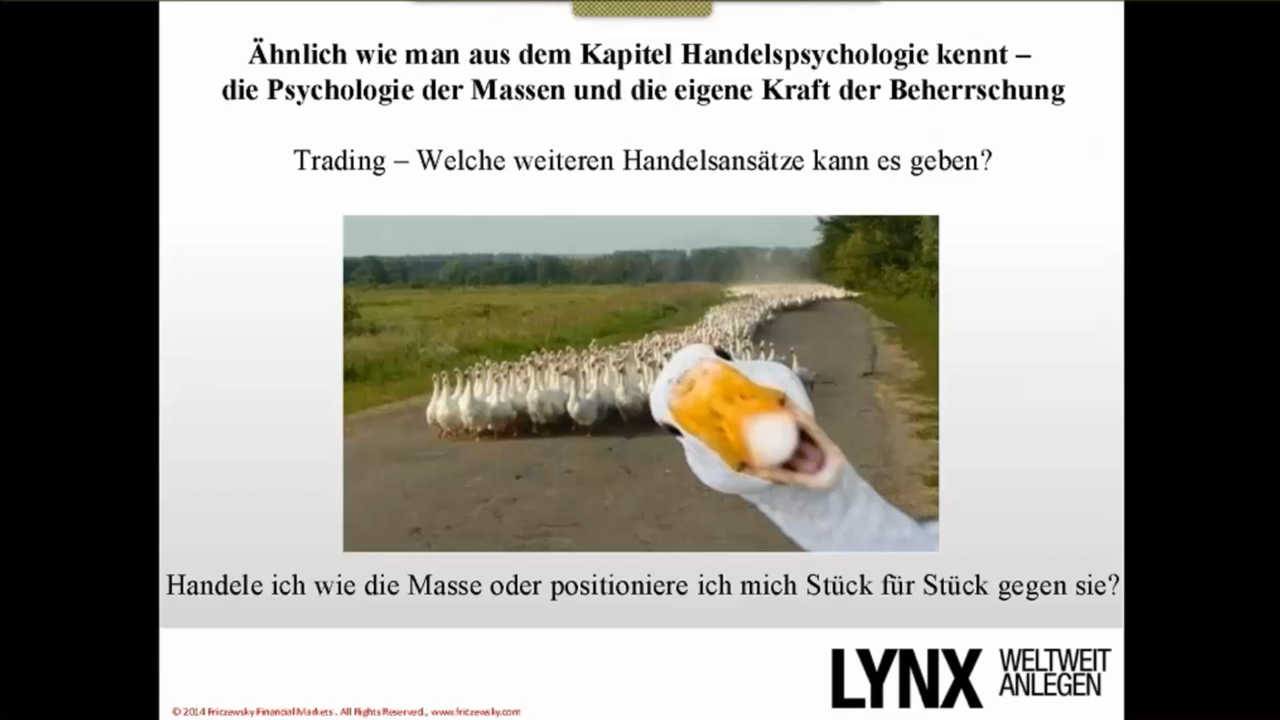 Ähnlich wie man aus dem Kapitel Handelspsychologie kennt –
die Psychologie der Massen und die eigene Kraft der Beherrschung
Trading – Welche weiteren Handelsansätze kann es geben?
Handele ich wie die Masse oder positioniere ich mich Stück für Stück gegen sie?
LYNX WELTWEIT
ANLEGEN
© 2014 Friczewsky Financial Markets . All Rights Reserved., www.friczewsky.com